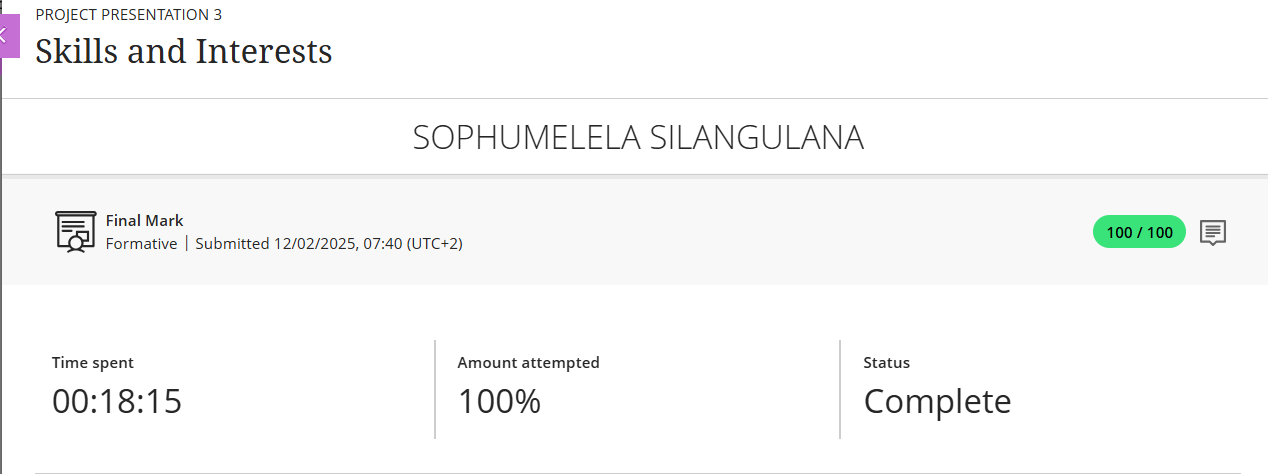 PROJECT PRESENTATION 3
Skills and Interests
SOPHUMELELA SILANGULANA
Final Mark
Formative | Submitted 12/02/2025, 07:40 (UTC+2)
100 / 100
Time spent
00:18:15
Amount attempted
100%
Status
Complete